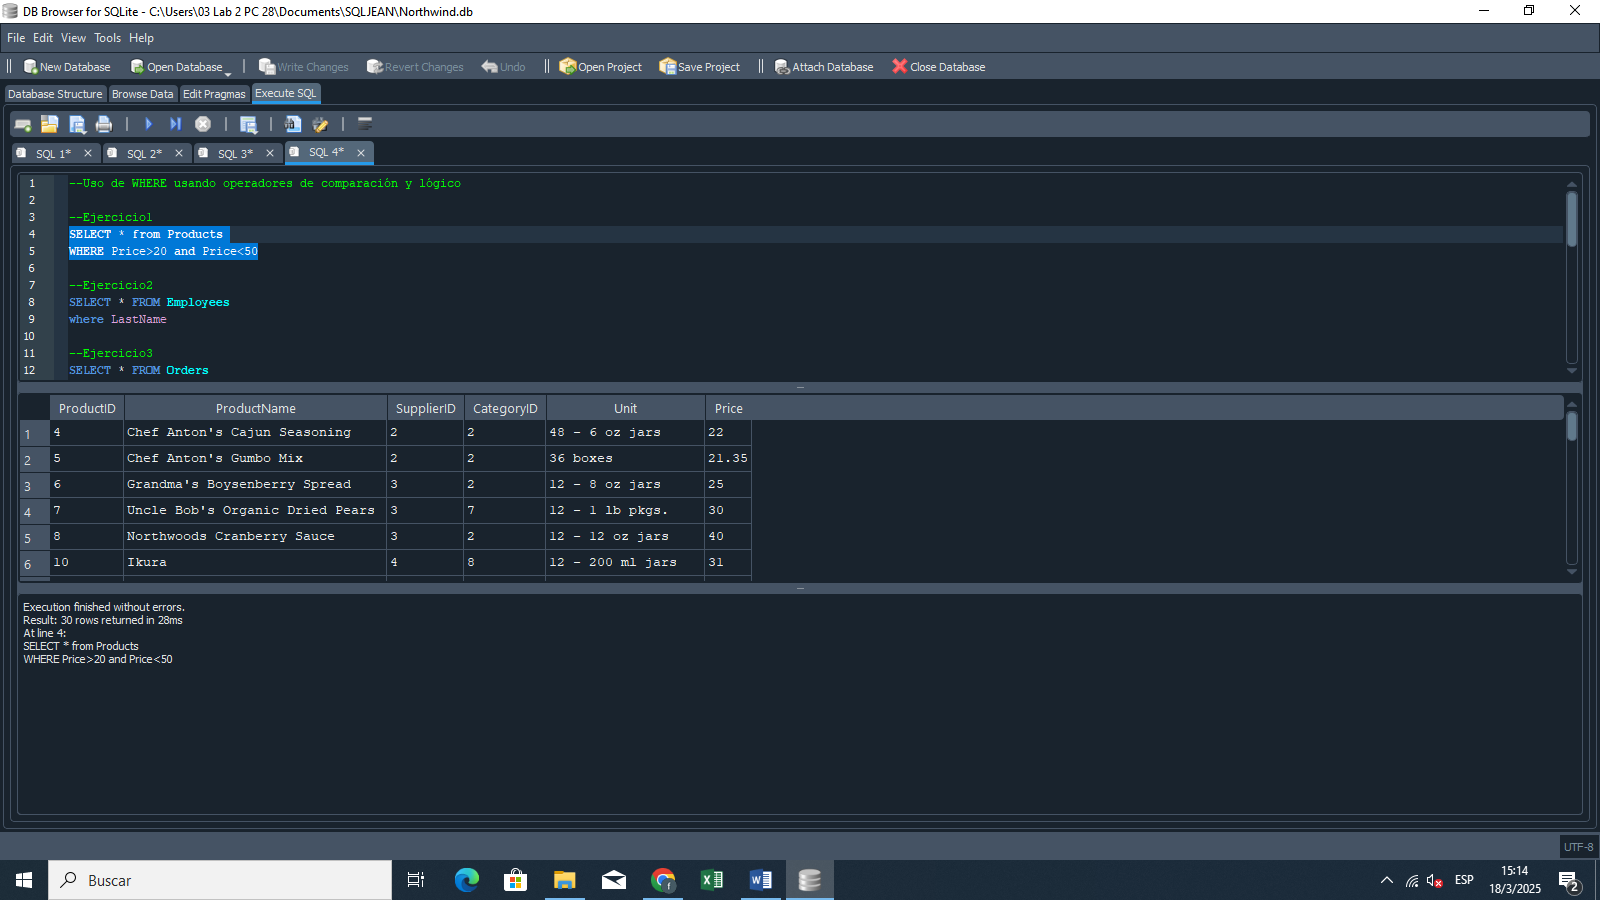 DB Browser for SQLite - C:\Users\03 Lab 2 PC 28\Documents\SQLJEAN\Northwind.db
File Edit View Tools Help
New Database Open Database Write Changes Revert Changes Undo Open Project Save Project Attach Database Close Database
Database Structure Browse Data Edit Pragmas Execute SQL
SQL 1* SQL 2* SQL 3* SQL 4*
1 --Uso de WHERE usando operadores de comparación y lógico
2
3 --Ejercicio1
4 SELECT * from Products
5 WHERE Price>20 and Price<50
6
7 --Ejercicio2
8 SELECT * FROM Employees
9 where LastName
10
11 --Ejercicio3
12 SELECT * FROM Orders
ProductID ProductName SupplierID CategoryID Unit Price
1 4 Chef Anton's Cajun Seasoning 2 2 48 - 6 oz jars 22
2 5 Chef Anton's Gumbo Mix 2 2 36 boxes 21.35
3 6 Grandma's Boysenberry Spread 3 2 12 - 8 oz jars 25
4 7 Uncle Bob's Organic Dried Pears 3 7 12 - 1 lb pkgs. 30
5 8 Northwoods Cranberry Sauce 3 2 12 - 12 oz jars 40
6 10 Ikura 4 8 12 - 200 ml jars 31
Execution finished without errors.
Result: 30 rows returned in 28ms
At line 4:
SELECT * from Products
WHERE Price>20 and Price<50
UTF-8
Buscar
ESP
15:14
18/3/2025
2